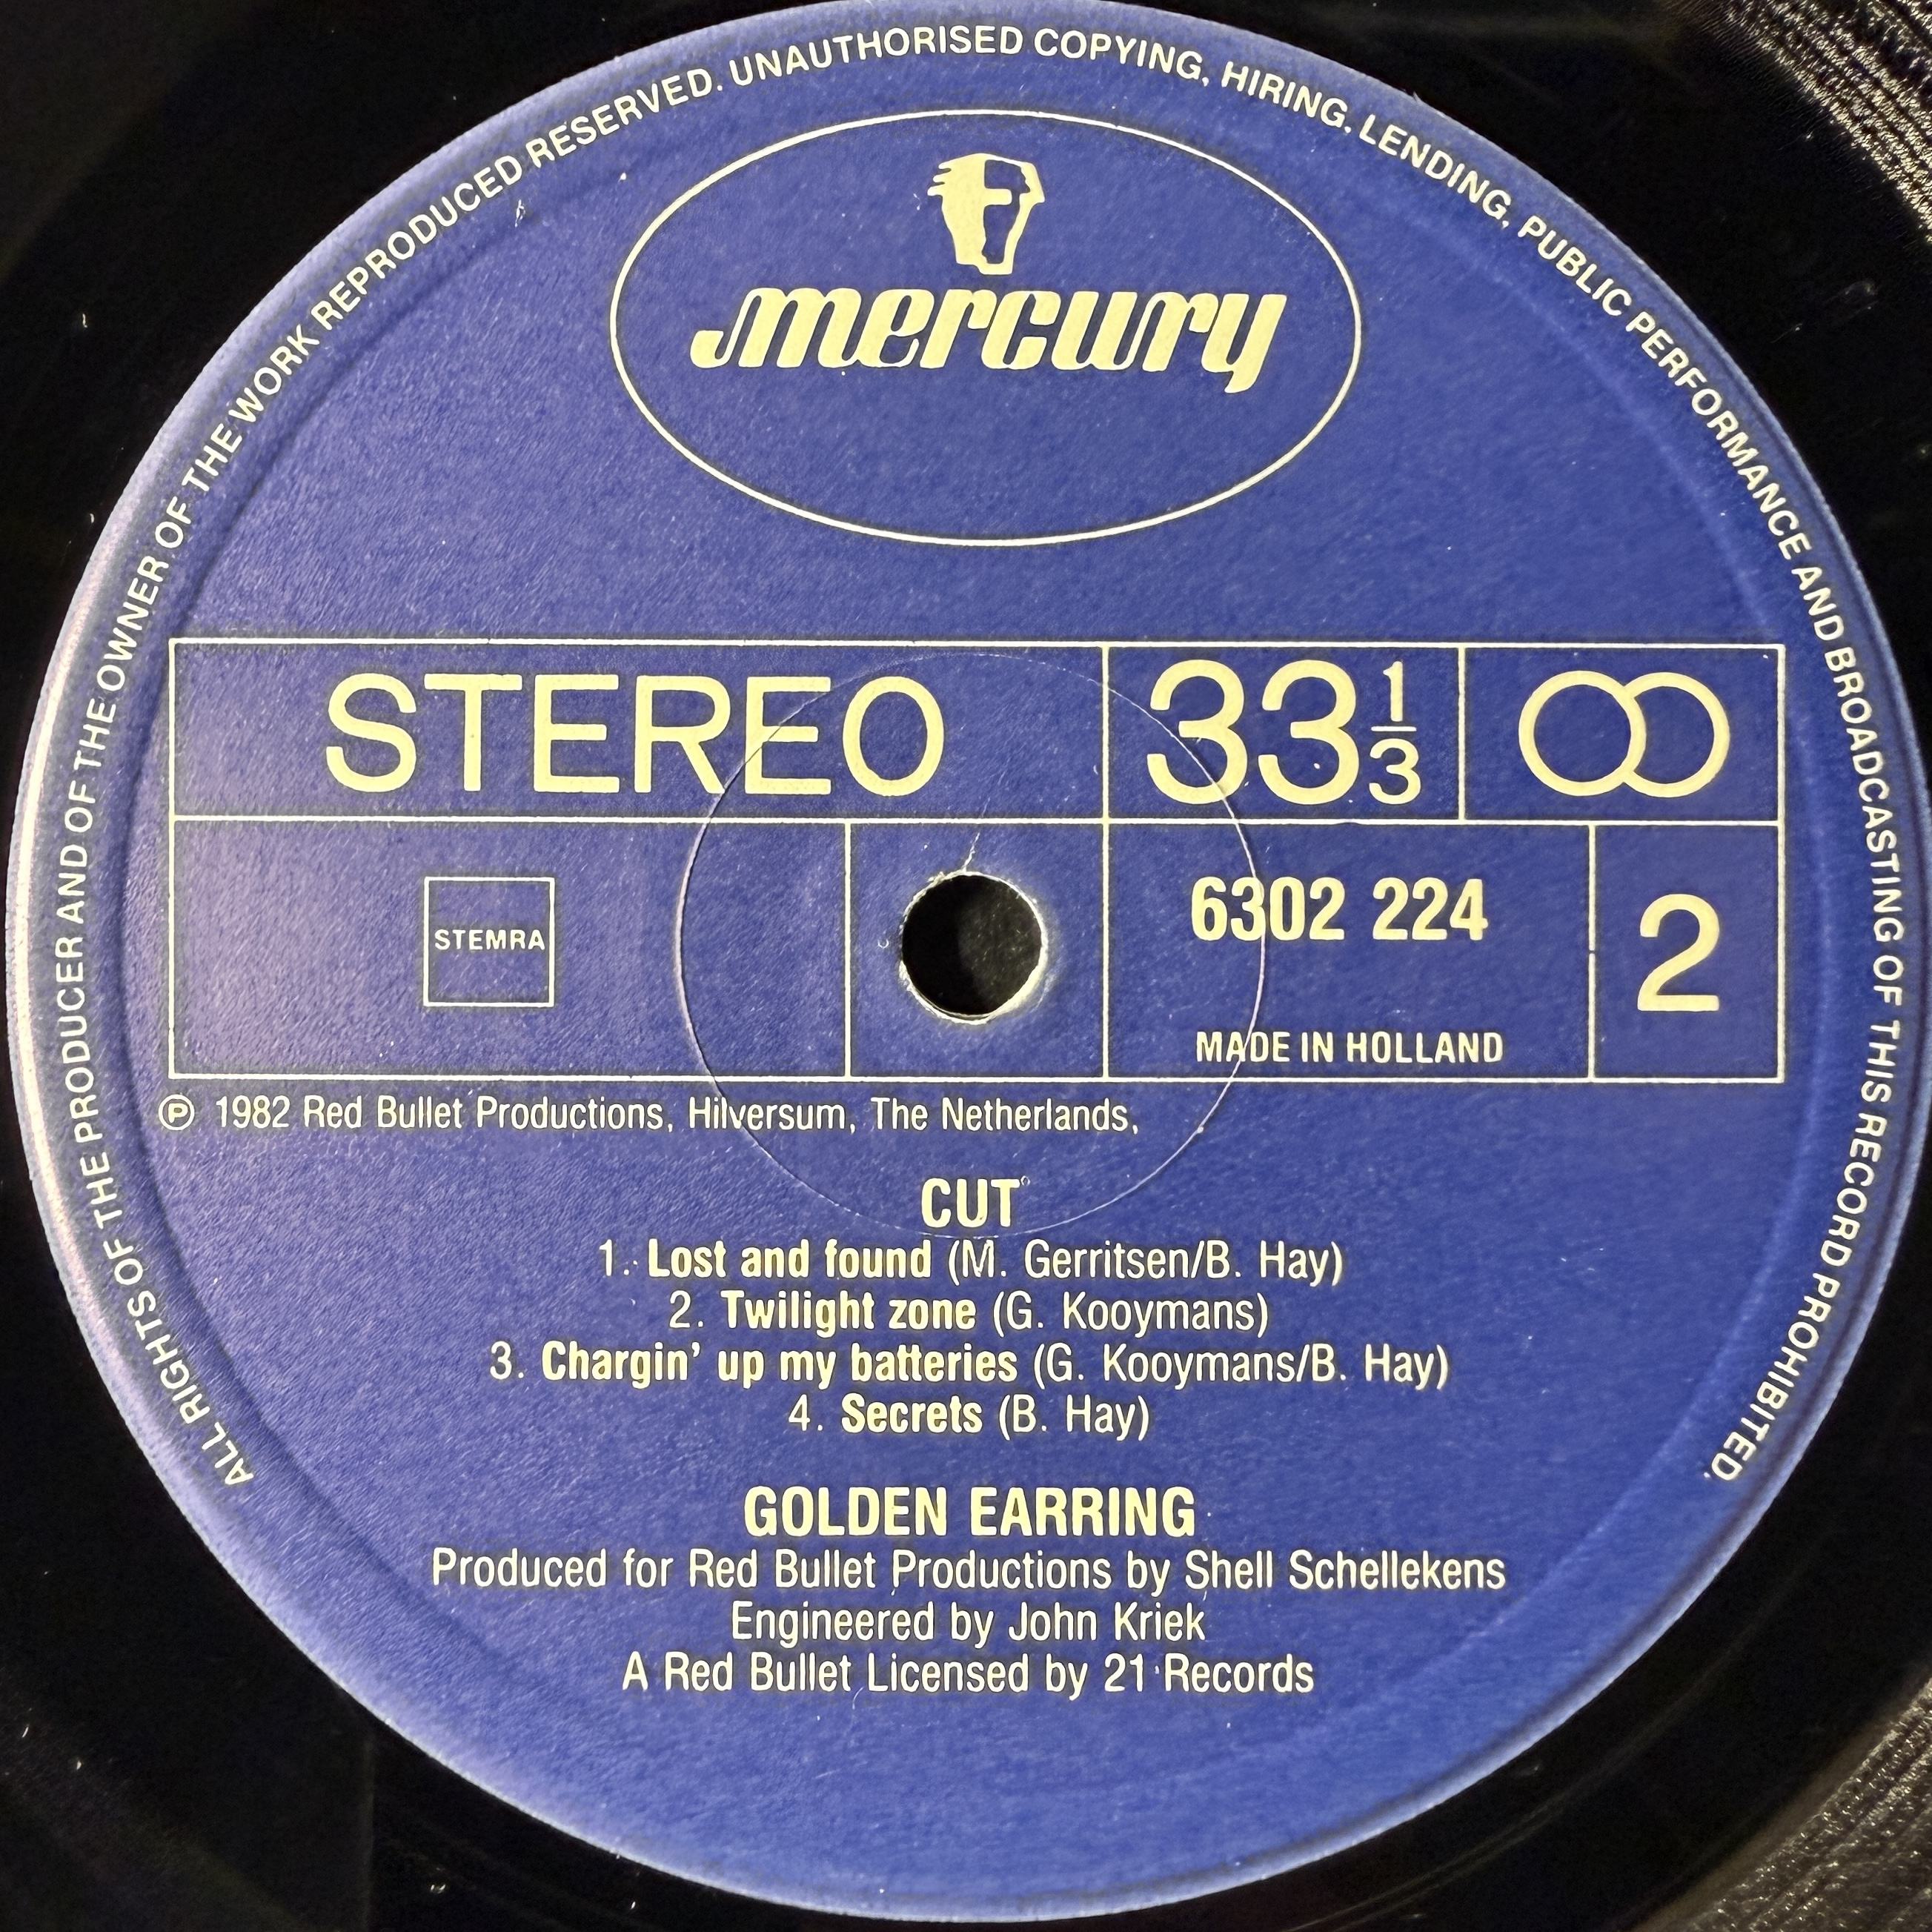 ALL RIGHTS OF THE PRODUCER AND OF THE OWNER OF THE WORK REPRODUCED RESERVED. UNAUTHORISED COPYING, HIRING, LENDING, PUBLIC PERFORMANCE AND BROADCASTING OF THIS RECORD PROHIBITED.
mercury
STEREO
33 1/3
STEMRA
6302 224
2
MADE IN HOLLAND
℗ 1982 Red Bullet Productions, Hilversum, The Netherlands,
CUT
1. Lost and found (M. Gerritsen/B. Hay)
2. Twilight zone (G. Kooymans)
3. Chargin' up my batteries (G. Kooymans/B. Hay)
4. Secrets (B. Hay)
GOLDEN EARRING
Produced for Red Bullet Productions by Shell Schellekens
Engineered by John Kriek
A Red Bullet Licensed by 21 Records